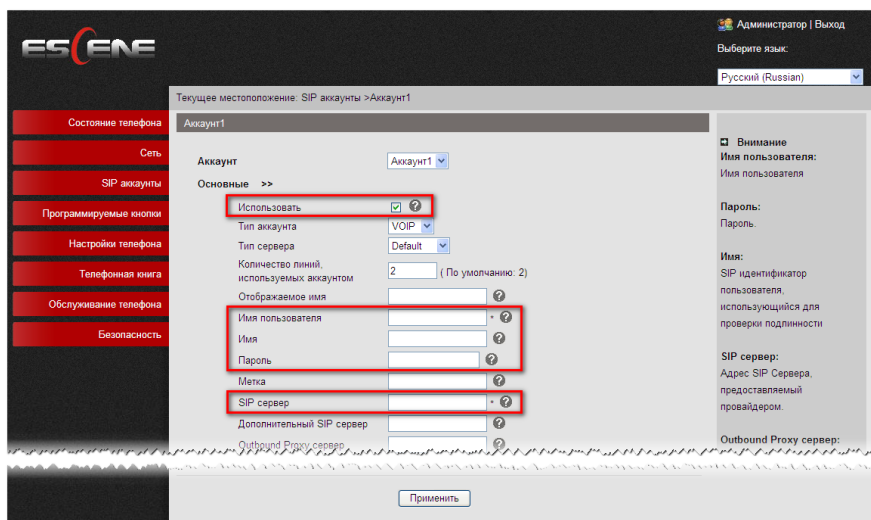 ESCENE
Администратор | Выход
Выберите язык:
Русский (Russian)
Текущее местоположение: SIP аккаунты >Аккаунт1
Состояние телефона
Сеть
SIP аккаунты
Программируемые кнопки
Настройки телефона
Телефонная книга
Обслуживание телефона
Безопасность
Аккаунт1
Аккаунт Аккаунт1
Основные >>
Использовать ?
Тип аккаунта VOIP
Тип сервера Default
Количество линий,
используемых аккаунтом 2 ( По умолчанию: 2)
Отображаемое имя ?
Имя пользователя * ?
Имя ?
Пароль ?
Метка ?
SIP сервер * ?
Дополнительный SIP сервер ?
Outbound Proxy сервер ?
Применить
Внимание
Имя пользователя:
Имя пользователя
Пароль:
Пароль.
Имя:
SIP идентификатор
пользователя,
использующийся для
проверки подлинности
SIP сервер:
Адрес SIP Сервера,
предоставляемый
провайдером.
Outbound Proxy сервер: